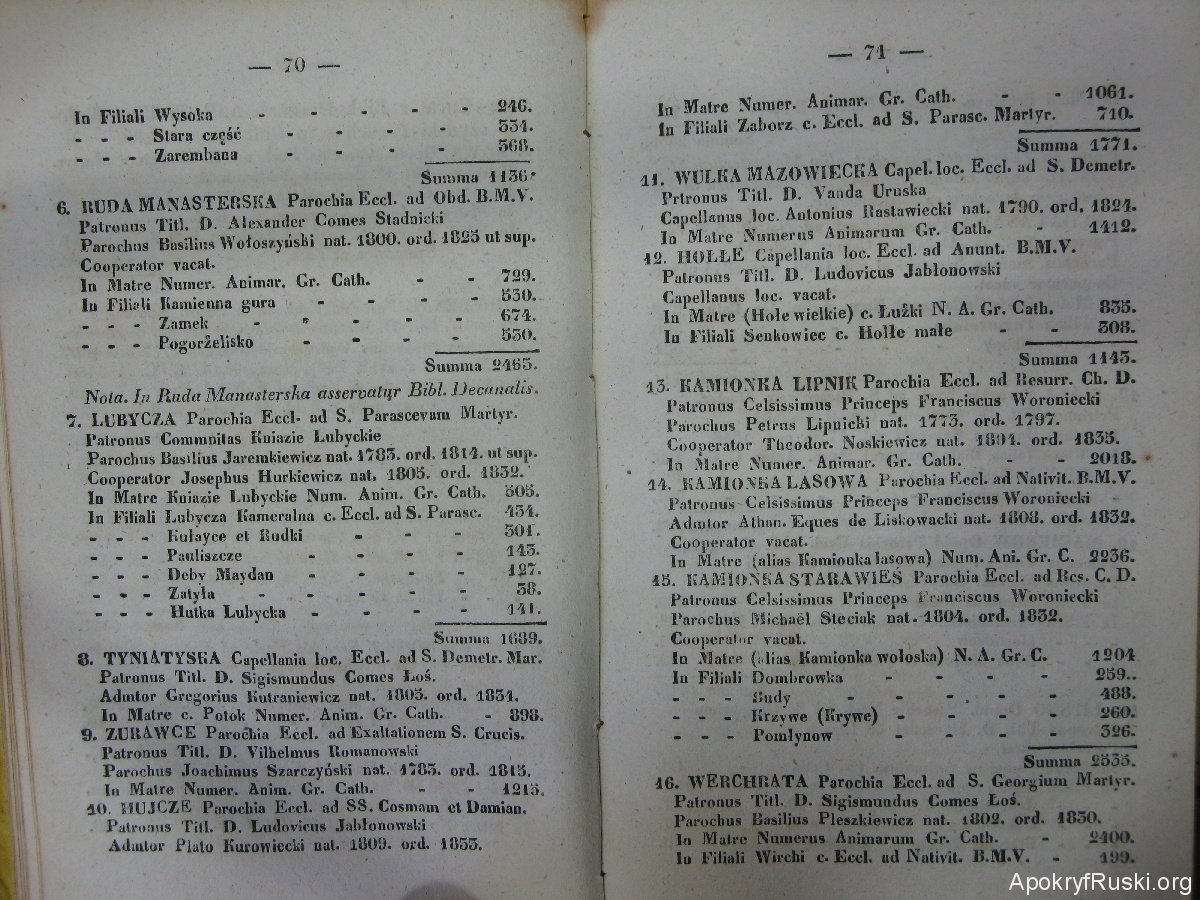 — 70 —
In Filiali Wysoka - - - - - 246.
- - - Stara część - - - - 334.
- - - Zarembana - - - - 368.
Summa 1136.
6. RUDA MANASTERSKA Parochia Eccl. ad Obd. B.M.V.
Patronus Titl. D. Alexander Comes Stadnicki
Parochus Basilius Wołoszyński nat. 1800. ord. 1825 ut sup.
Cooperator vacat.
In Matre Numer. Animar. Gr. Cath. - - - 729.
In Filiali Kamienna gura - - - - 530.
- - - Zamek - - - - - 674.
- - - Pogorżelisko - - - - 530.
Summa 2465.
Nota. In Ruda Manasterska asservatur Bibl. Decanalis.
7. LUBYCZA Parochia Eccl. ad S. Parascevam Martyr.
Patronus Commnitas Kniazie Lubyckie
Parochus Basilius Jaremkiewicz nat. 1783. ord. 1814. ut sup.
Cooperator Josephus Hurkiewicz nat. 1805. ord. 1832.
In Matre Kniazie Lubyckie Num. Anim. Gr. Cath. 505.
In Filiali Lubycza Kameralna c. Eccl. ad S. Parasc. 434.
- - - Kołayce et Rudki - - - 301.
- - - Pauliszcze - - - - 143.
- - - Deby Maydan - - - - 127.
- - - Zatyła - - - - - 38.
- - - Hutka Lubycka - - - - 141.
Summa 1689.
8. TYNIATYSKA Capellania loc. Eccl. ad S. Demetr. Mar.
Patronus Titl. D. Sigismundus Comes Łoś.
Admtor Gregorius Kutraniewicz nat. 1803. ord. 1834.
In Matre c. Potok Numer. Anim. Gr. Cath. - 898.
9. ZURAWCE Parochia Eccl. ad Exaltationem S. Crucis.
Patronus Titl. D. Vilhelmus Romanowski
Parochus Joachimus Szarczyński nat. 1783. ord. 1815.
In Matre Numer. Anim. Gr. Cath. - - 1215.
10. HUJCZE Parochia Eccl. ad SS. Cosmam et Damian.
Patronus Titl. D. Ludovicus Jabłonowski
Admtor Plato Kurowiecki nat. 1809. ord. 1833.
— 71 —
In Matre Numer. Animar. Gr. Cath. - - 1061.
In Filiali Zaborz c. Eccl. ad S. Parasc. Martyr. 710.
Summa 1771.
11. WULKA MAZOWIECKA Capel. loc. Eccl. ad S. Demetr.
Prtronus Titl. D. Vanda Uruska
Capellanus loc. Antonius Rastawiecki nat. 1790. ord. 1824.
In Matre Numerus Animarum Gr. Cath. - 1412.
12. HOLLE Capellania loc. Eccl. ad Anunt. B.M.V.
Patronus Titl. D. Ludovicus Jabłonowski
Capellanus loc. vacat.
In Matre (Hołe wielkie) c. Łużki N. A. Gr. Cath. 835.
In Filiali Senkowiec c. Holle małe - - 308.
Summa 1143.
13. KAMIONKA LIPNIK Parochia Eccl. ad Resurr. Ch. D.
Patronus Celsissimus Princeps Franciscus Woroniecki
Parochus Petrus Lipnicki nat. 1773. ord. 1797.
Cooperator Theodor. Noskiewicz nat. 1804. ord. 1835.
In Matre Numer. Animar. Gr. Cath. - - 2018.
14. KAMIONKA LASOWA Parochia Eccl. ad Nativit. B.M.V.
Patronus Celsissimus Princeps Franciscus Woroniecki
Admtor Athan. Eques de Liskowacki nat. 1808. ord. 1832.
Cooperator vacat.
In Matre (alias Kamionka lasowa) Num. Ani. Gr. C. 2236.
15. KAMIONKA STARAWIEŚ Parochia Eccl. ad Res. C. D.
Patronus Celsissimus Princeps Franciscus Woroniecki
Parochus Michaël Steciak nat. 1804. ord. 1832.
Cooperator vacat.
In Matre (alias Kamionka wołoska) N. A. Gr. C. 1204
In Filiali Dombrowka - - - - 259..
- - - Budy - - - - - 488.
- - - Krzywe (Krywe) - - - - 260.
- - - Pomłynow - - - - 326.
Summa 2535.
16. WERCHRATA Parochia Eccl. ad S. Georgium Martyr.
Patronus Titl. D. Sigismundus Comes Łoś.
Parochus Basilius Pleszkiewicz nat. 1802. ord. 1830.
In Matre Numerus Animarum Gr. Cath. - 2400.
In Filiali Wirchi c. Eccl. ad Nativit. B.M.V. - 199.
ApokryfRuski.org